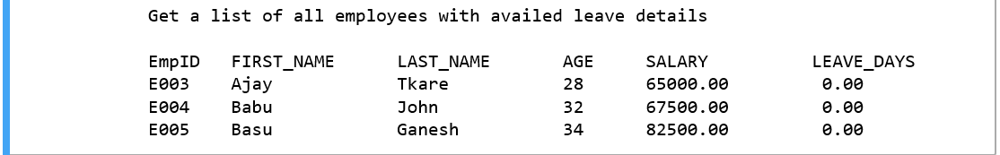 Get a list of all employees with availed leave details
EmpID FIRST_NAME LAST_NAME AGE SALARY LEAVE_DAYS
E003 Ajay Tkare 28 65000.00 0.00
E004 Babu John 32 67500.00 0.00
E005 Basu Ganesh 34 82500.00 0.00